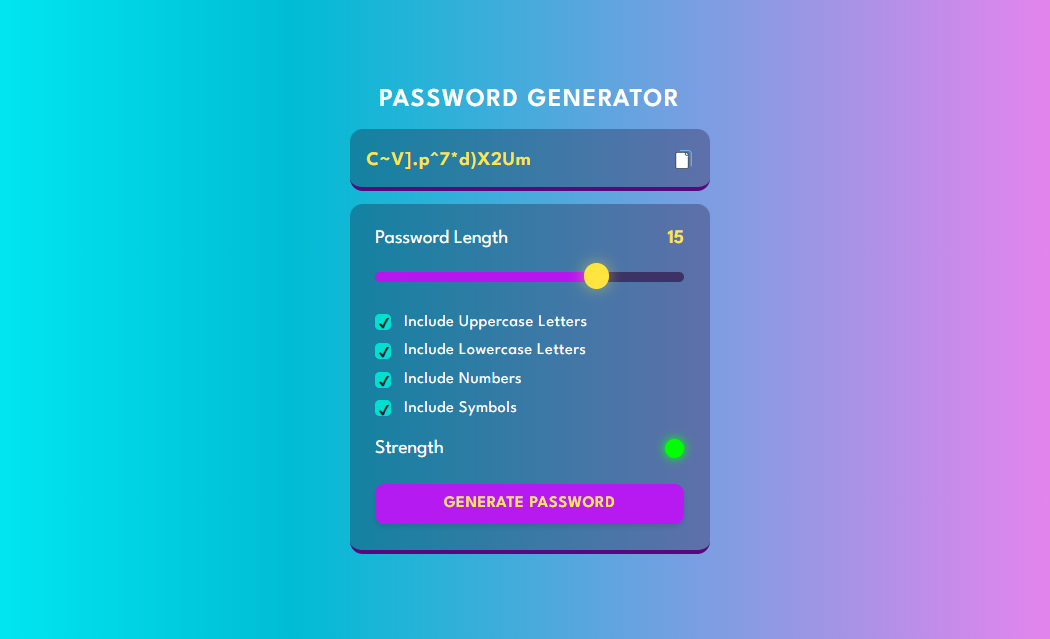 PASSWORD GENERATOR
C~V].p^7*d)X2Um
Password Length 15
Include Uppercase Letters
Include Lowercase Letters
Include Numbers
Include Symbols
Strength
GENERATE PASSWORD